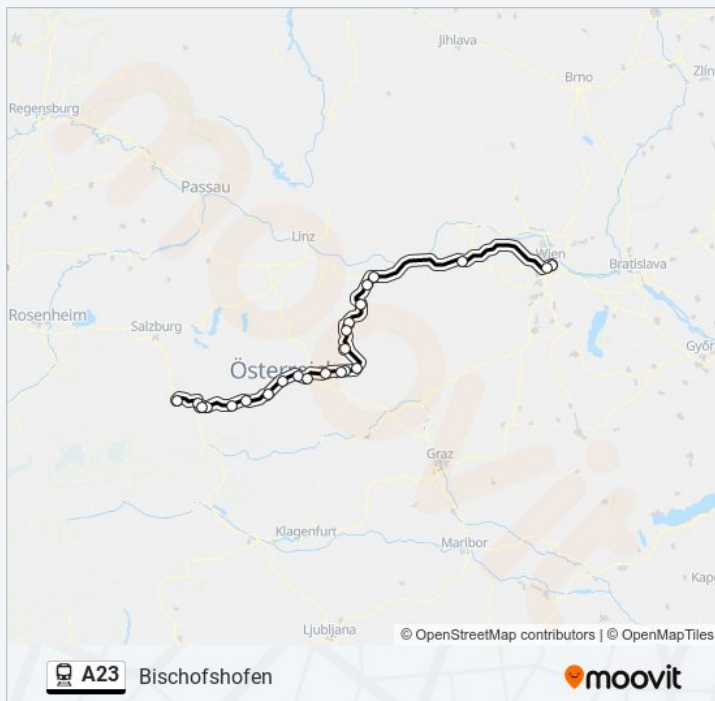 Jihlava
Zlín
Brno
Regensburg
Passau
Linz
Wien
Bratislava
Rosenheim
Salzburg
Győr
Österreich
Graz
Klagenfurt
Maribor
Kapo
Ljubljana
© OpenStreetMap contributors | © OpenMapTiles
A23 Bischofshofen
moovit